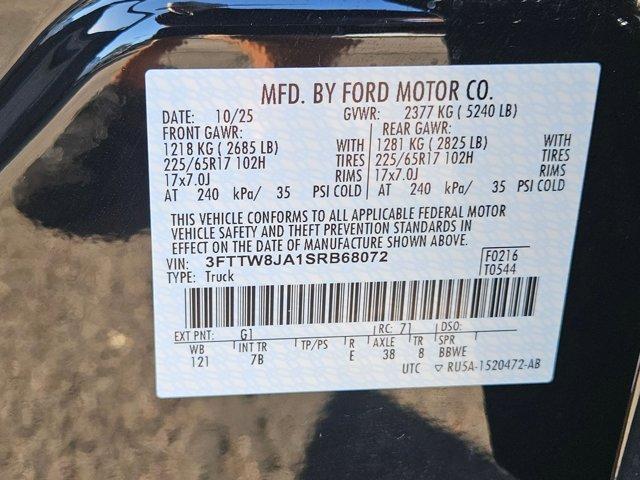 MFD. BY FORD MOTOR CO.
DATE: 10/25 GVWR: 2377 KG ( 5240 LB)
FRONT GAWR: REAR GAWR:
1218 KG ( 2685 LB) WITH 1281 KG ( 2825 LB) WITH
225/65R17 102H TIRES 225/65R17 102H TIRES
17x7.0J RIMS 17x7.0J RIMS
AT 240 kPa/ 35 PSI COLD AT 240 kPa/ 35 PSI COLD
THIS VEHICLE CONFORMS TO ALL APPLICABLE FEDERAL MOTOR
VEHICLE SAFETY AND THEFT PREVENTION STANDARDS IN
EFFECT ON THE DATE OF MANUFACTURE SHOWN ABOVE.
VIN: 3FTTW8JA1SRB68072 F0216
TYPE: Truck T0544
EXT PNT: G1 RC: 71 DSO:
WB INT TR TP/PS R AXLE TR SPR
121 7B E 38 8 BBWE
UTC ▽ RU5A-1520472-AB